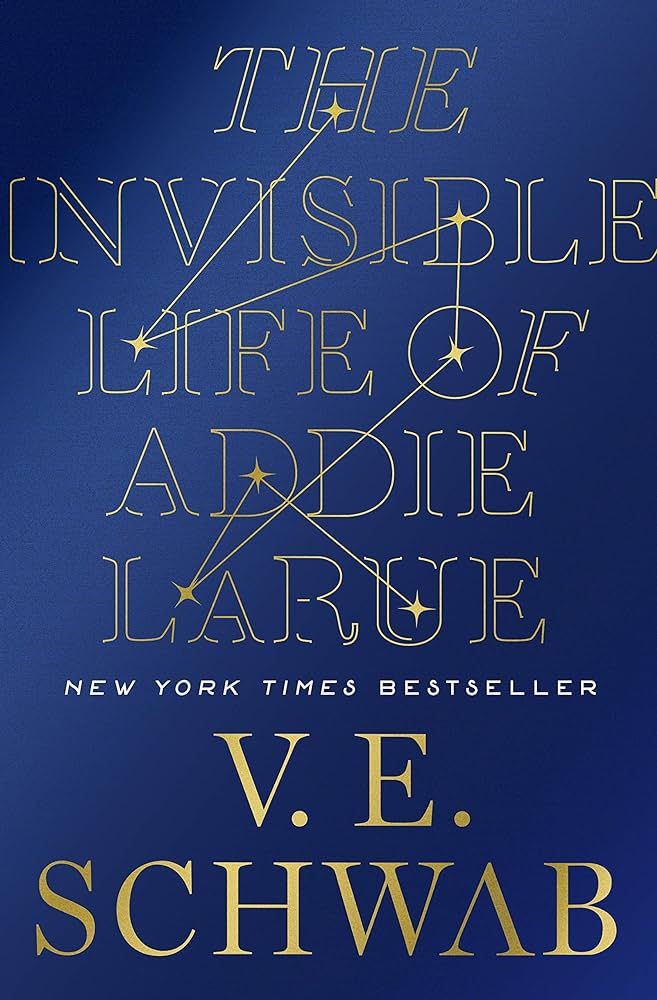 THE
INVISIBLE
LIFE OF
ADDIE
LARUE
NEW YORK TIMES BESTSELLER
V. E.
SCHWAB